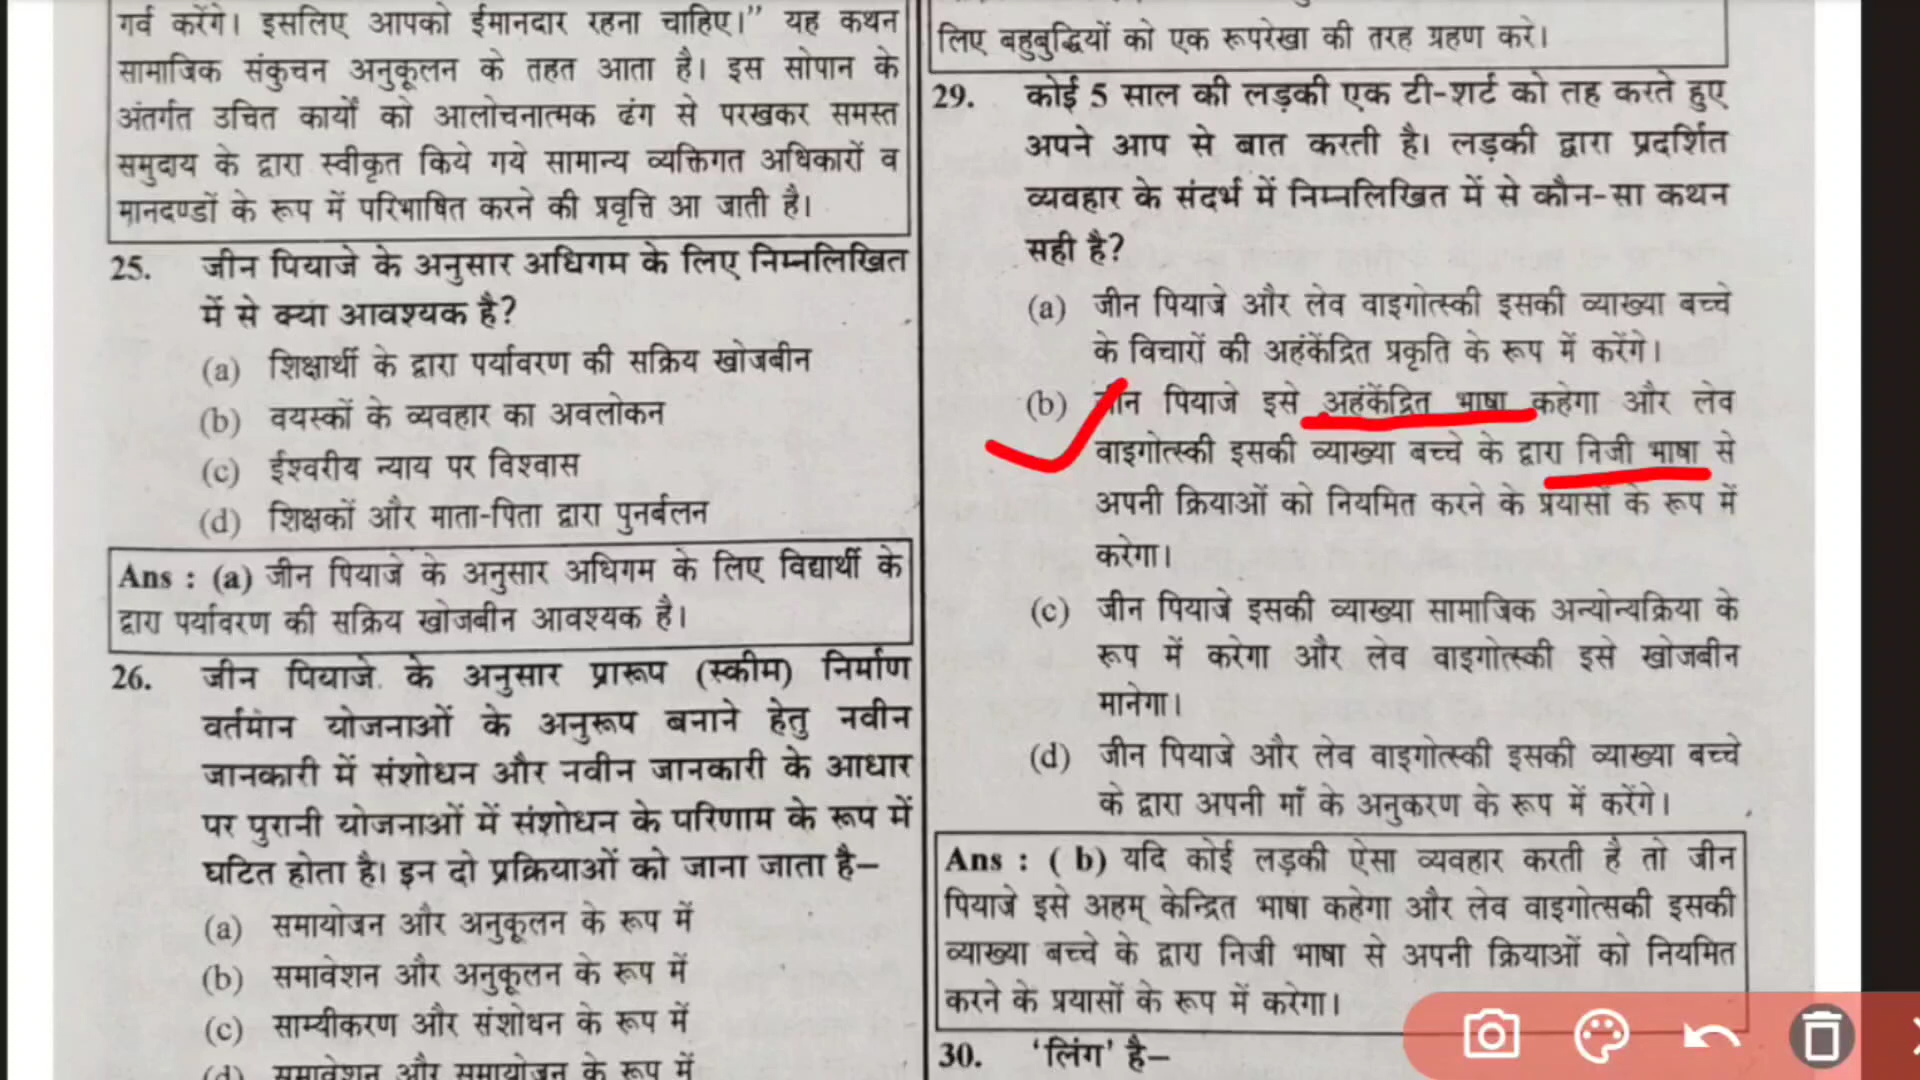 गर्व करेंगे। इसलिए आपको ईमानदार रहना चाहिए।” यह कथन
सामाजिक संकुचन अनुकूलन के तहत आता है। इस सोपान के
अंतर्गत उचित कार्यों को आलोचनात्मक ढंग से परखकर समस्त
समुदाय के द्वारा स्वीकृत किये गये सामान्य व्यक्तिगत अधिकारों व
मानदण्डों के रूप में परिभाषित करने की प्रवृत्ति आ जाती है।
25. जीन पियाजे के अनुसार अधिगम के लिए निम्नलिखित
में से क्या आवश्यक है?
(a) शिक्षार्थी के द्वारा पर्यावरण की सक्रिय खोजबीन
(b) वयस्कों के व्यवहार का अवलोकन
(c) ईश्वरीय न्याय पर विश्वास
(d) शिक्षकों और माता-पिता द्वारा पुनर्बलन
Ans : (a) जीन पियाजे के अनुसार अधिगम के लिए विद्यार्थी के
द्वारा पर्यावरण की सक्रिय खोजबीन आवश्यक है।
26. जीन पियाजे के अनुसार प्रारूप (स्कीम) निर्माण
वर्तमान योजनाओं के अनुरूप बनाने हेतु नवीन
जानकारी में संशोधन और नवीन जानकारी के आधार
पर पुरानी योजनाओं में संशोधन के परिणाम के रूप में
घटित होता है। इन दो प्रक्रियाओं को जाना जाता है–
(a) समायोजन और अनुकूलन के रूप में
(b) समावेशन और अनुकूलन के रूप में
(c) साम्यीकरण और संशोधन के रूप में
(d) समावेशन और समायोजन के रूप में
लिए बहुबुद्धियों को एक रूपरेखा की तरह ग्रहण करे।
29. कोई 5 साल की लड़की एक टी-शर्ट को तह करते हुए
अपने आप से बात करती है। लड़की द्वारा प्रदर्शित
व्यवहार के संदर्भ में निम्नलिखित में से कौन-सा कथन
सही है?
(a) जीन पियाजे और लेव वाइगोत्स्की इसकी व्याख्या बच्चे
के विचारों की अहंकेंद्रित प्रकृति के रूप में करेंगे।
(b) जीन पियाजे इसे अहंकेंद्रित भाषा कहेगा और लेव
वाइगोत्स्की इसकी व्याख्या बच्चे के द्वारा निजी भाषा से
अपनी क्रियाओं को नियमित करने के प्रयासों के रूप में
करेगा।
(c) जीन पियाजे इसकी व्याख्या सामाजिक अन्योन्यक्रिया के
रूप में करेगा और लेव वाइगोत्स्की इसे खोजबीन
मानेगा।
(d) जीन पियाजे और लेव वाइगोत्स्की इसकी व्याख्या बच्चे
के द्वारा अपनी माँ के अनुकरण के रूप में करेंगे।
Ans : ( b) यदि कोई लड़की ऐसा व्यवहार करती है तो जीन
पियाजे इसे अहम् केन्द्रित भाषा कहेगा और लेव वाइगोत्सकी इसकी
व्याख्या बच्चे के द्वारा निजी भाषा से अपनी क्रियाओं को नियमित
करने के प्रयासों के रूप में करेगा।
30. ‘लिंग’ है–